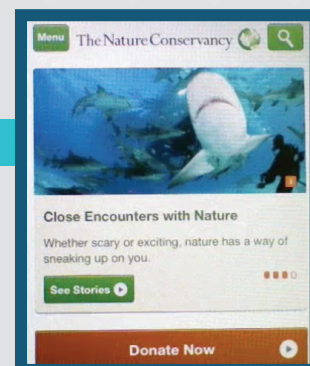 Menu The Nature Conservancy
Close Encounters with Nature
Whether scary or exciting, nature has a way of
sneaking up on you.
See Stories
Donate Now